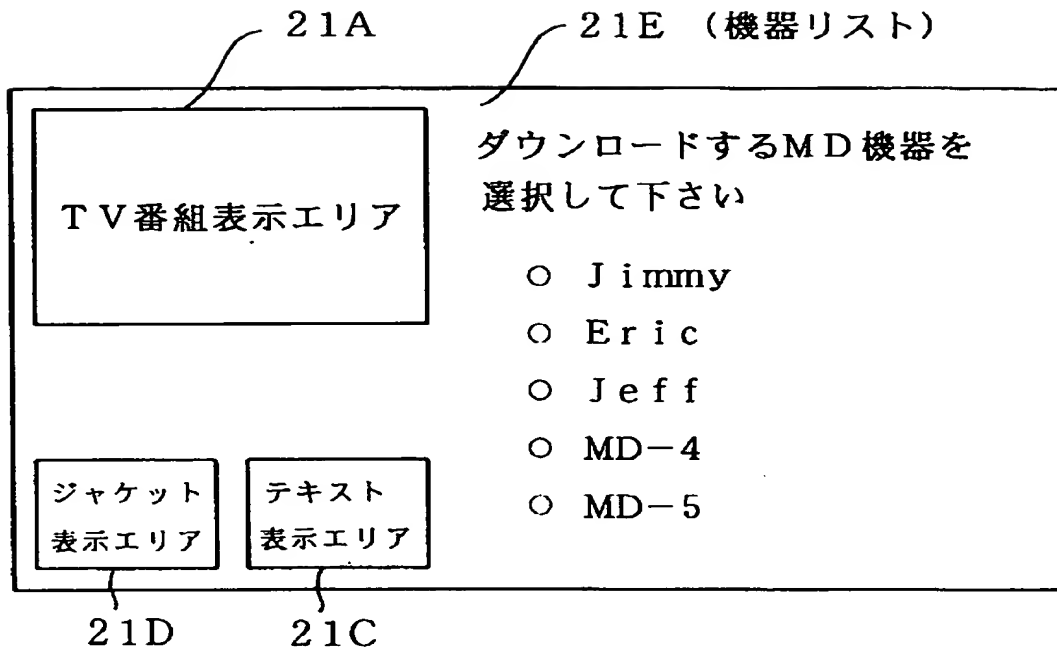 21A
21E (機器リスト)
TV番組表示エリア
ダウンロードするMD機器を
選択して下さい
○ Jimmy
○ Eric
○ Jeff
○ MD−4
○ MD−5
ジャケット
表示エリア
テキスト
表示エリア
21D
21C